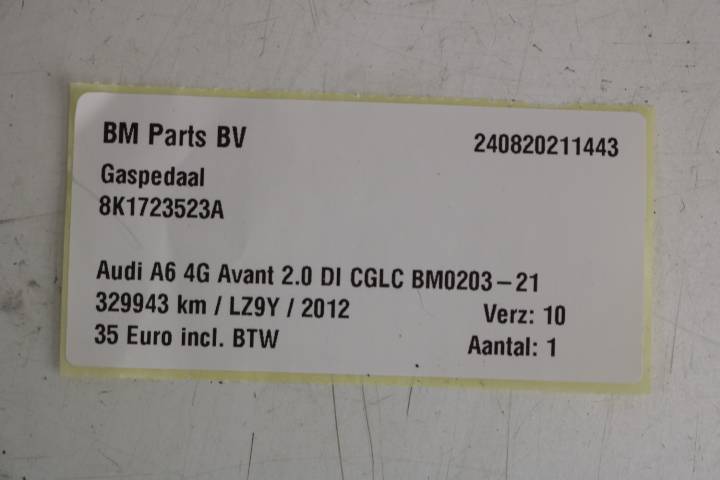 BM Parts BV 240820211443
Gaspedaal
8K1723523A
Audi A6 4G Avant 2.0 DI CGLC BM0203-21
329943 km / LZ9Y / 2012 Verz: 10
35 Euro incl. BTW Aantal: 1